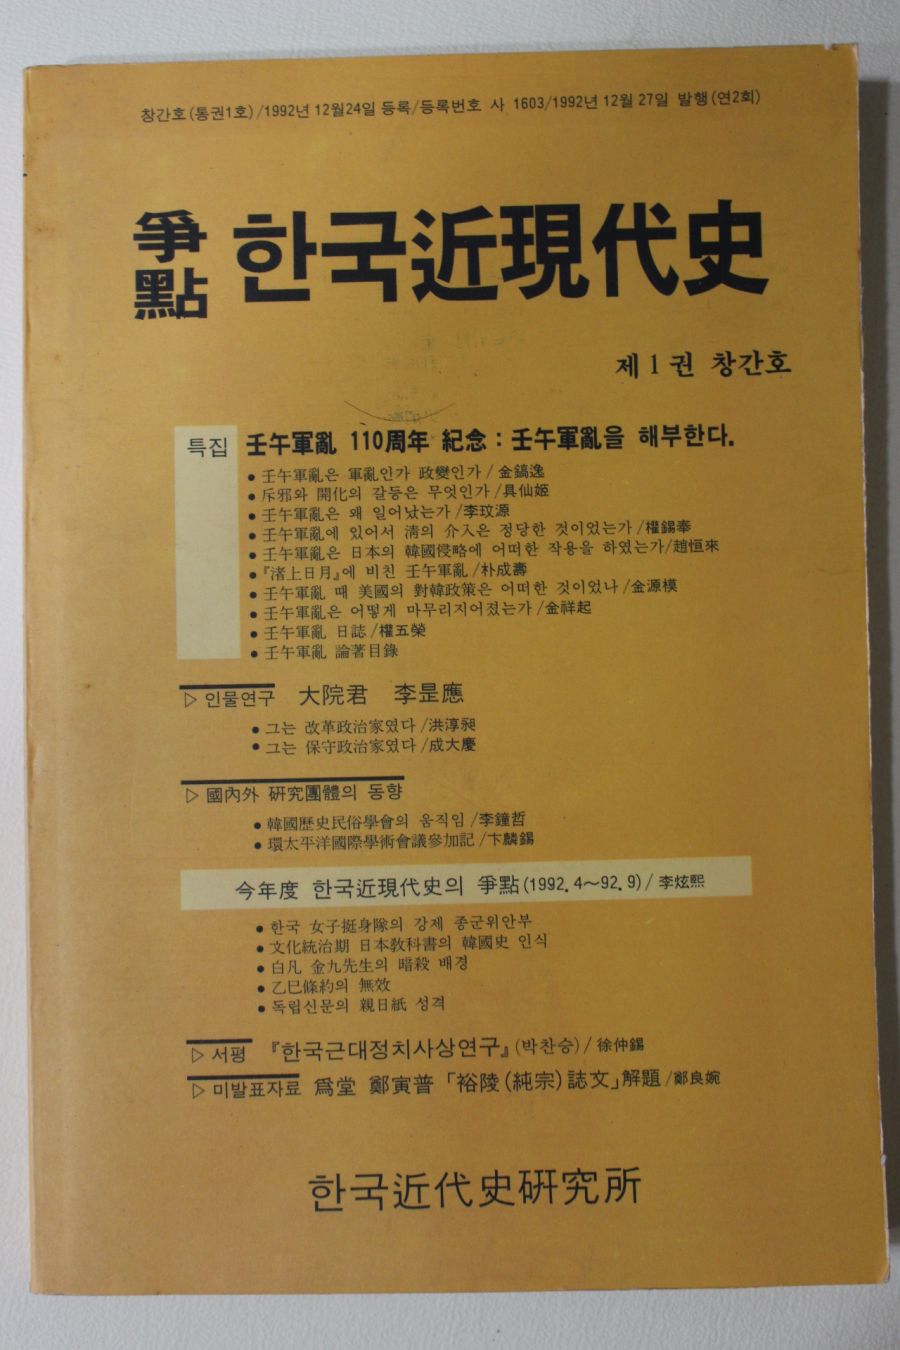 창간호(통권1호)/1992년 12월24일 등록/등록번호 사 1603/1992년 12월 27일 발행(연2회)
爭點 한국近現代史
제 1 권 창간호
특집 壬午軍亂 110周年 紀念 : 壬午軍亂을 해부한다.
• 壬午軍亂은 軍亂인가 政變인가/金鎬逸
• 斥邪와 開化의 갈등은 무엇인가/具仙姬
• 壬午軍亂은 왜 일어났는가/李玟源
• 壬午軍亂에 있어서 淸의 介入은 정당한 것이었는가/權錫奉
• 壬午軍亂은 日本의 韓國侵略에 어떠한 작용을 하였는가/趙恒來
• 『渚上日月』에 비친 壬午軍亂/朴成壽
• 壬午軍亂 때 美國의 對韓政策은 어떠한 것이었나/金源模
• 壬午軍亂은 어떻게 마무리지어졌는가/金祥起
• 壬午軍亂 日誌/權五榮
• 壬午軍亂 論著目錄
▷ 인물연구 大院君 李昰應
• 그는 改革政治家였다/洪淳昶
• 그는 保守政治家였다/成大慶
▷ 國內外 硏究團體의 동향
• 韓國歷史民俗學會의 움직임/李鐘哲
• 環太平洋國際學術會議參加記/卞麟錫
今年度 한국近現代史의 爭點(1992.4~92.9)/李炫熙
• 한국 女子挺身隊의 강제 종군위안부
• 文化統治期 日本敎科書의 韓國史 인식
• 白凡 金九先生의 暗殺 배경
• 乙巳條約의 無效
• 독립신문의 親日紙 성격
▷ 서평 『한국근대정치사상연구』(박찬승)/徐仲錫
▷ 미발표자료 爲堂 鄭寅普「裕陵(純宗)誌文」解題/鄭良婉
한국近代史硏究所